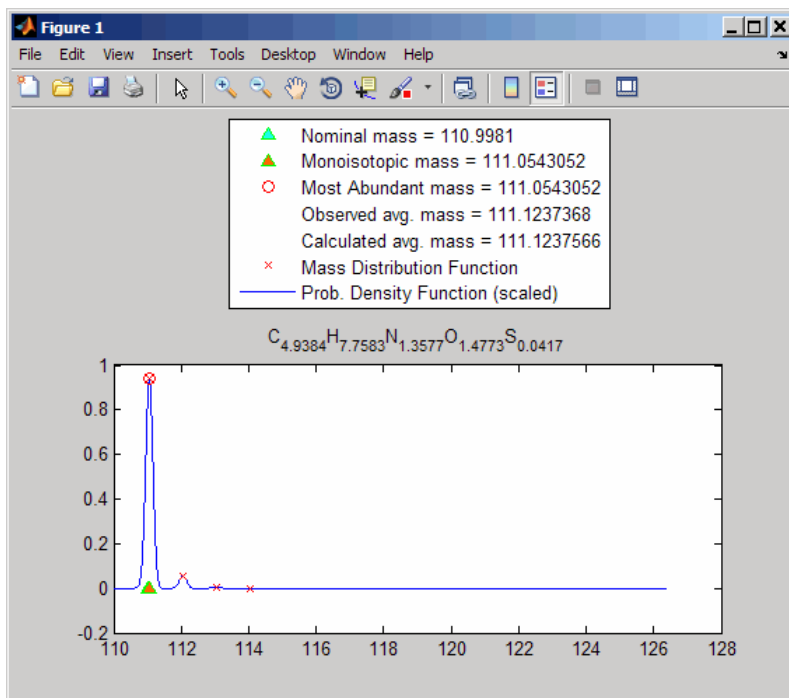 Figure 1
File Edit View Insert Tools Desktop Window Help
Nominal mass = 110.9981
Monoisotopic mass = 111.0543052
Most Abundant mass = 111.0543052
Observed avg. mass = 111.1237368
Calculated avg. mass = 111.1237566
Mass Distribution Function
Prob. Density Function (scaled)
C4.9384H7.7583N1.3577O1.4773S0.0417
1
0.8
0.6
0.4
0.2
0
-0.2
110 112 114 116 118 120 122 124 126 128